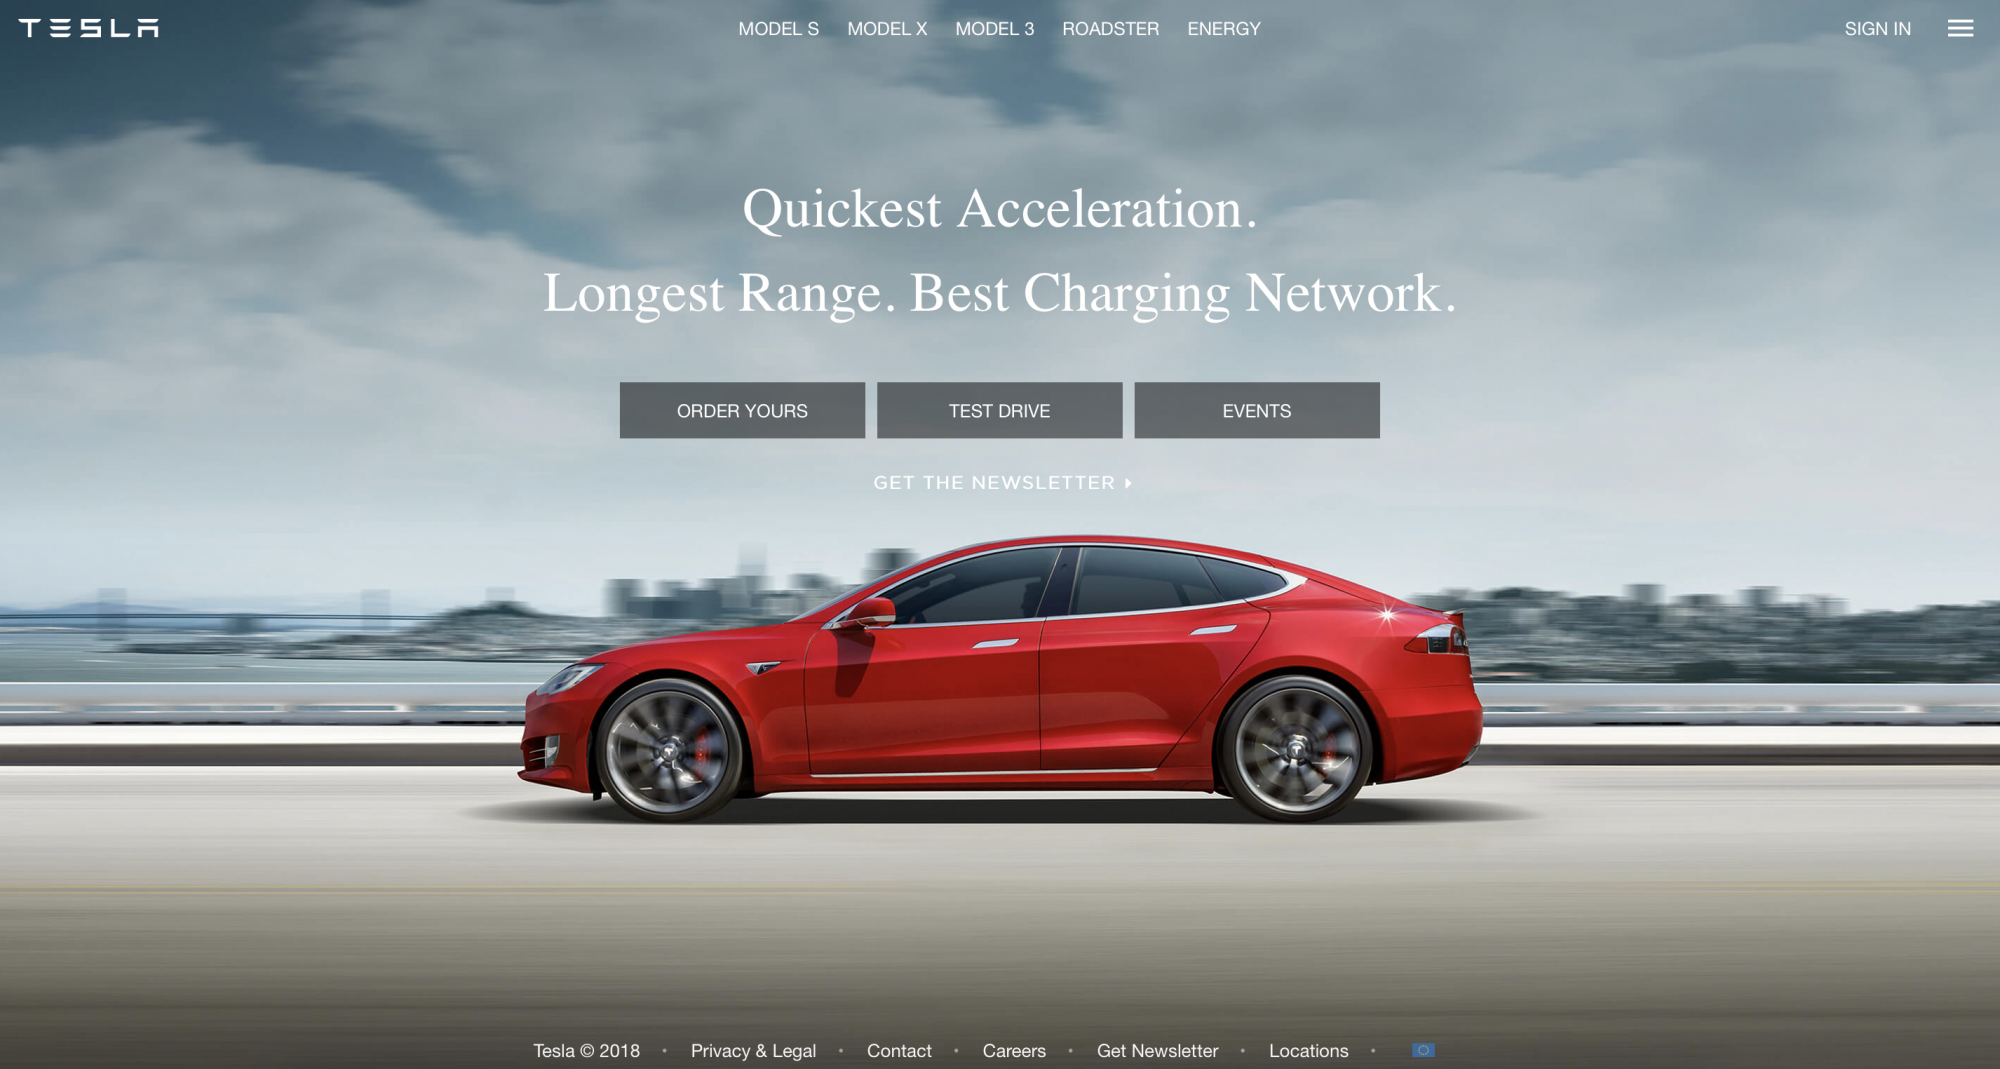 TESLA
MODEL S MODEL X MODEL 3 ROADSTER ENERGY
SIGN IN
Quickest Acceleration.
Longest Range. Best Charging Network.
ORDER YOURS
TEST DRIVE
EVENTS
GET THE NEWSLETTER
Tesla © 2018 • Privacy & Legal • Contact • Careers • Get Newsletter • Locations •